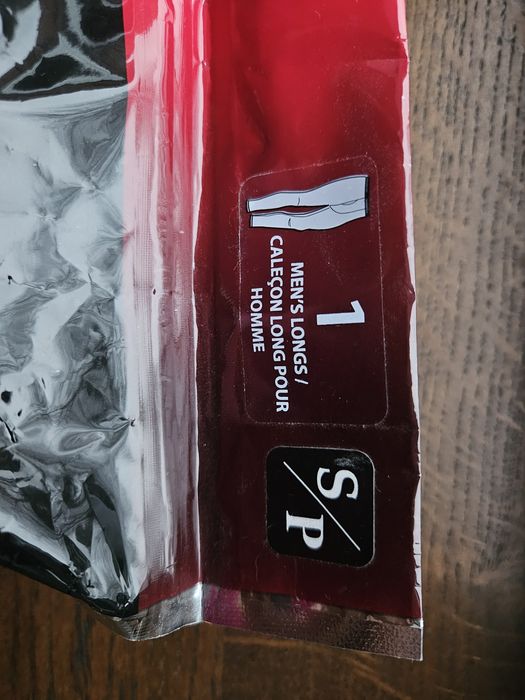 1
MEN'S LONGS /
CALEÇON LONG POUR
HOMME
S/P